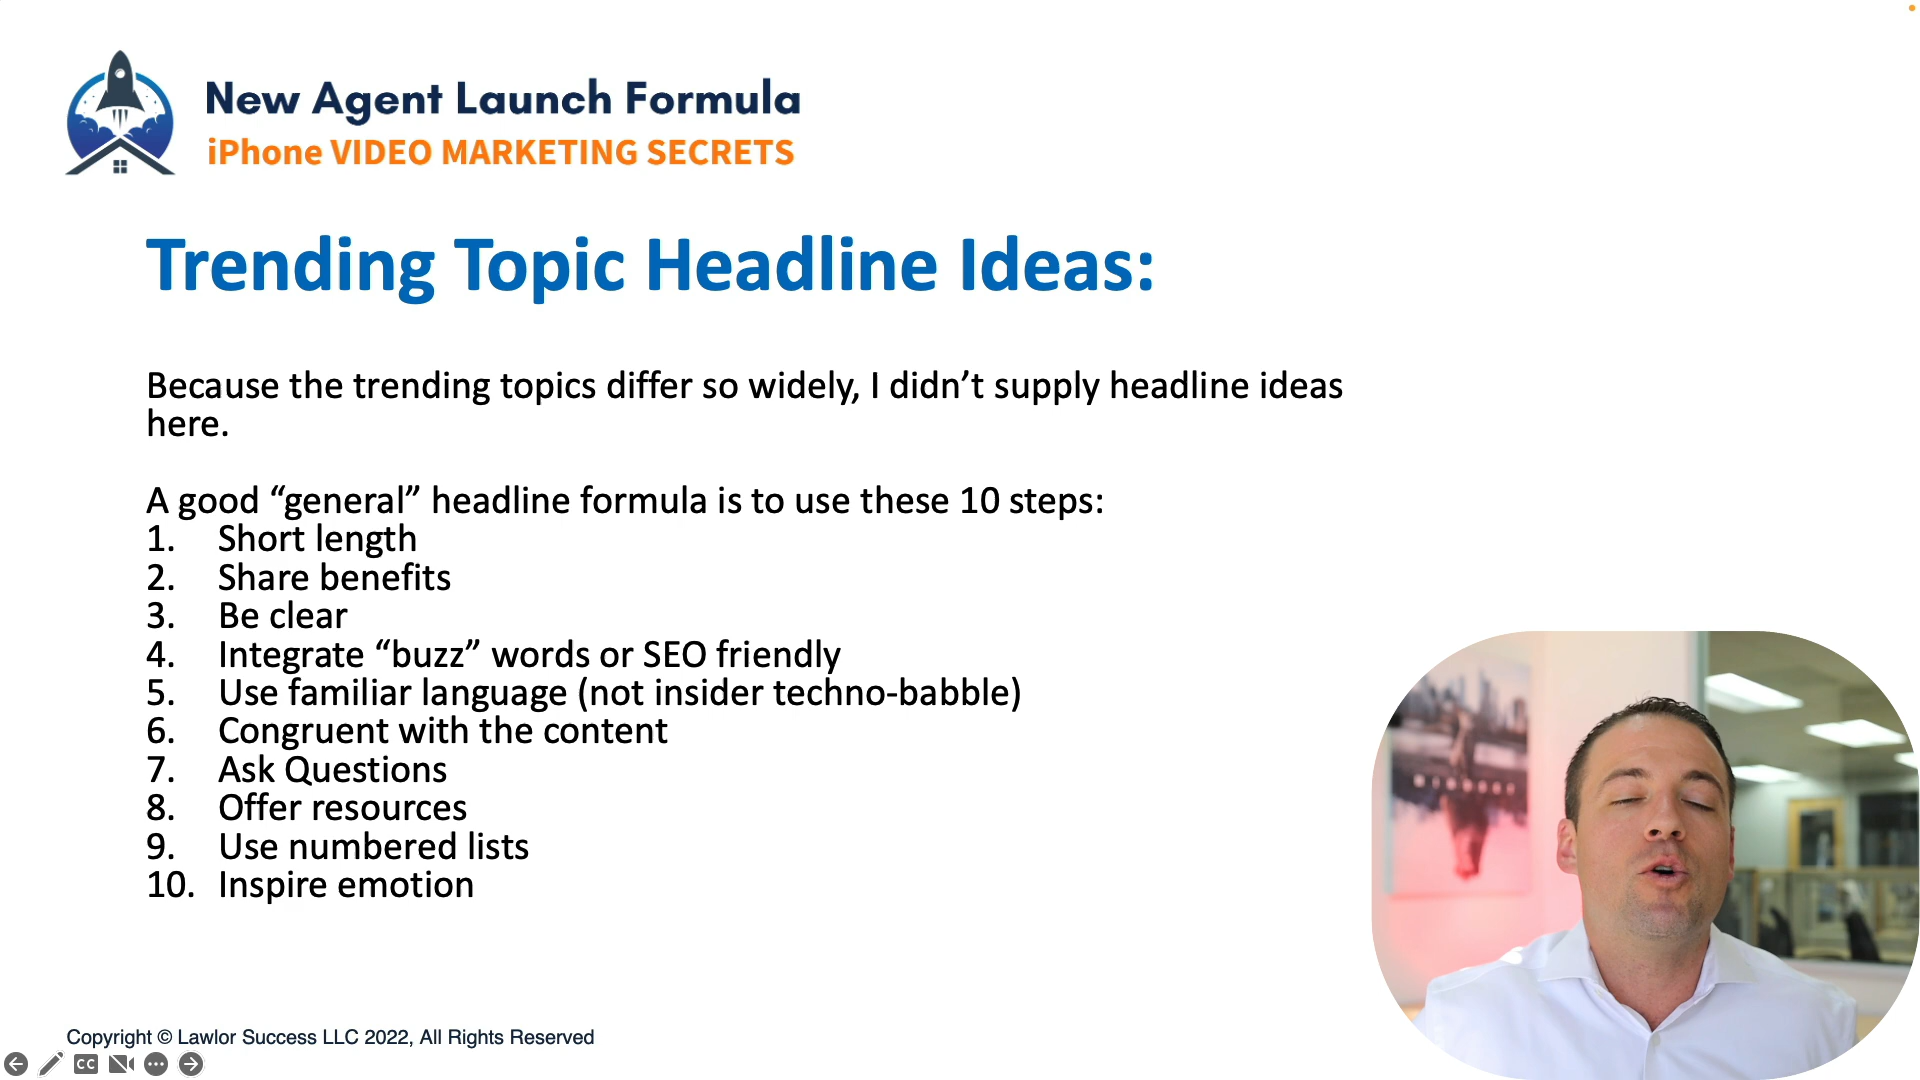 New Agent Launch Formula
iPhone VIDEO MARKETING SECRETS
Trending Topic Headline Ideas:
Because the trending topics differ so widely, I didn’t supply headline ideas
here.
A good “general” headline formula is to use these 10 steps:
1. Short length
2. Share benefits
3. Be clear
4. Integrate “buzz” words or SEO friendly
5. Use familiar language (not insider techno-babble)
6. Congruent with the content
7. Ask Questions
8. Offer resources
9. Use numbered lists
10. Inspire emotion
Copyright © Lawlor Success LLC 2022, All Rights Reserved
CC